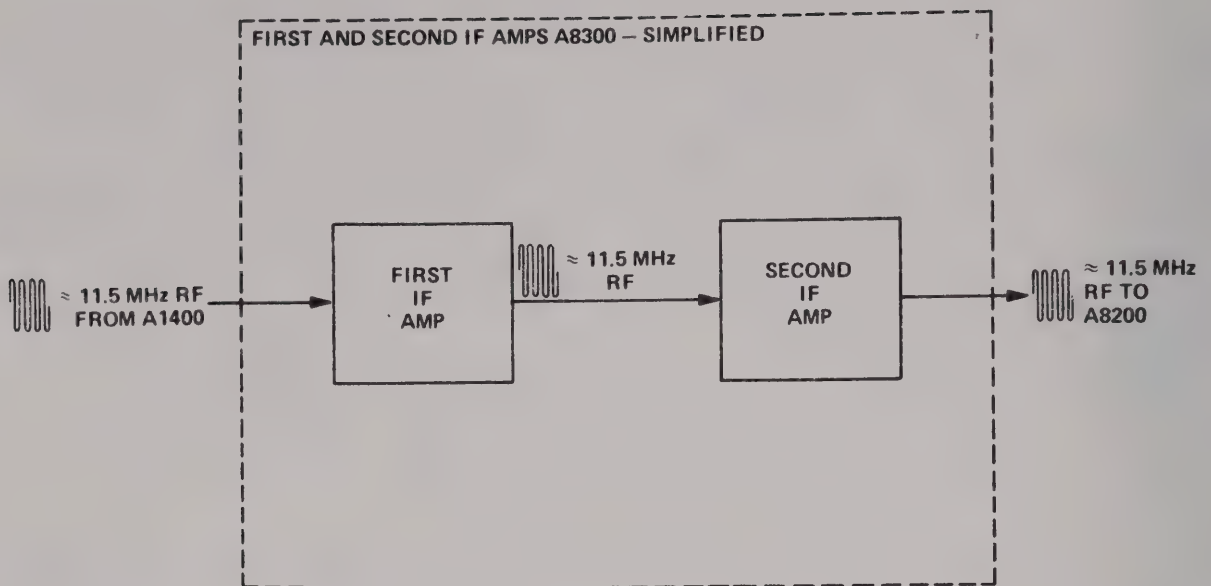 FIRST AND SECOND IF AMPS A8300 – SIMPLIFIED
≈ 11.5 MHz RF
FROM A1400
FIRST
IF
AMP
≈ 11.5 MHz
RF
SECOND
IF
AMP
≈ 11.5 MHz
RF TO
A8200